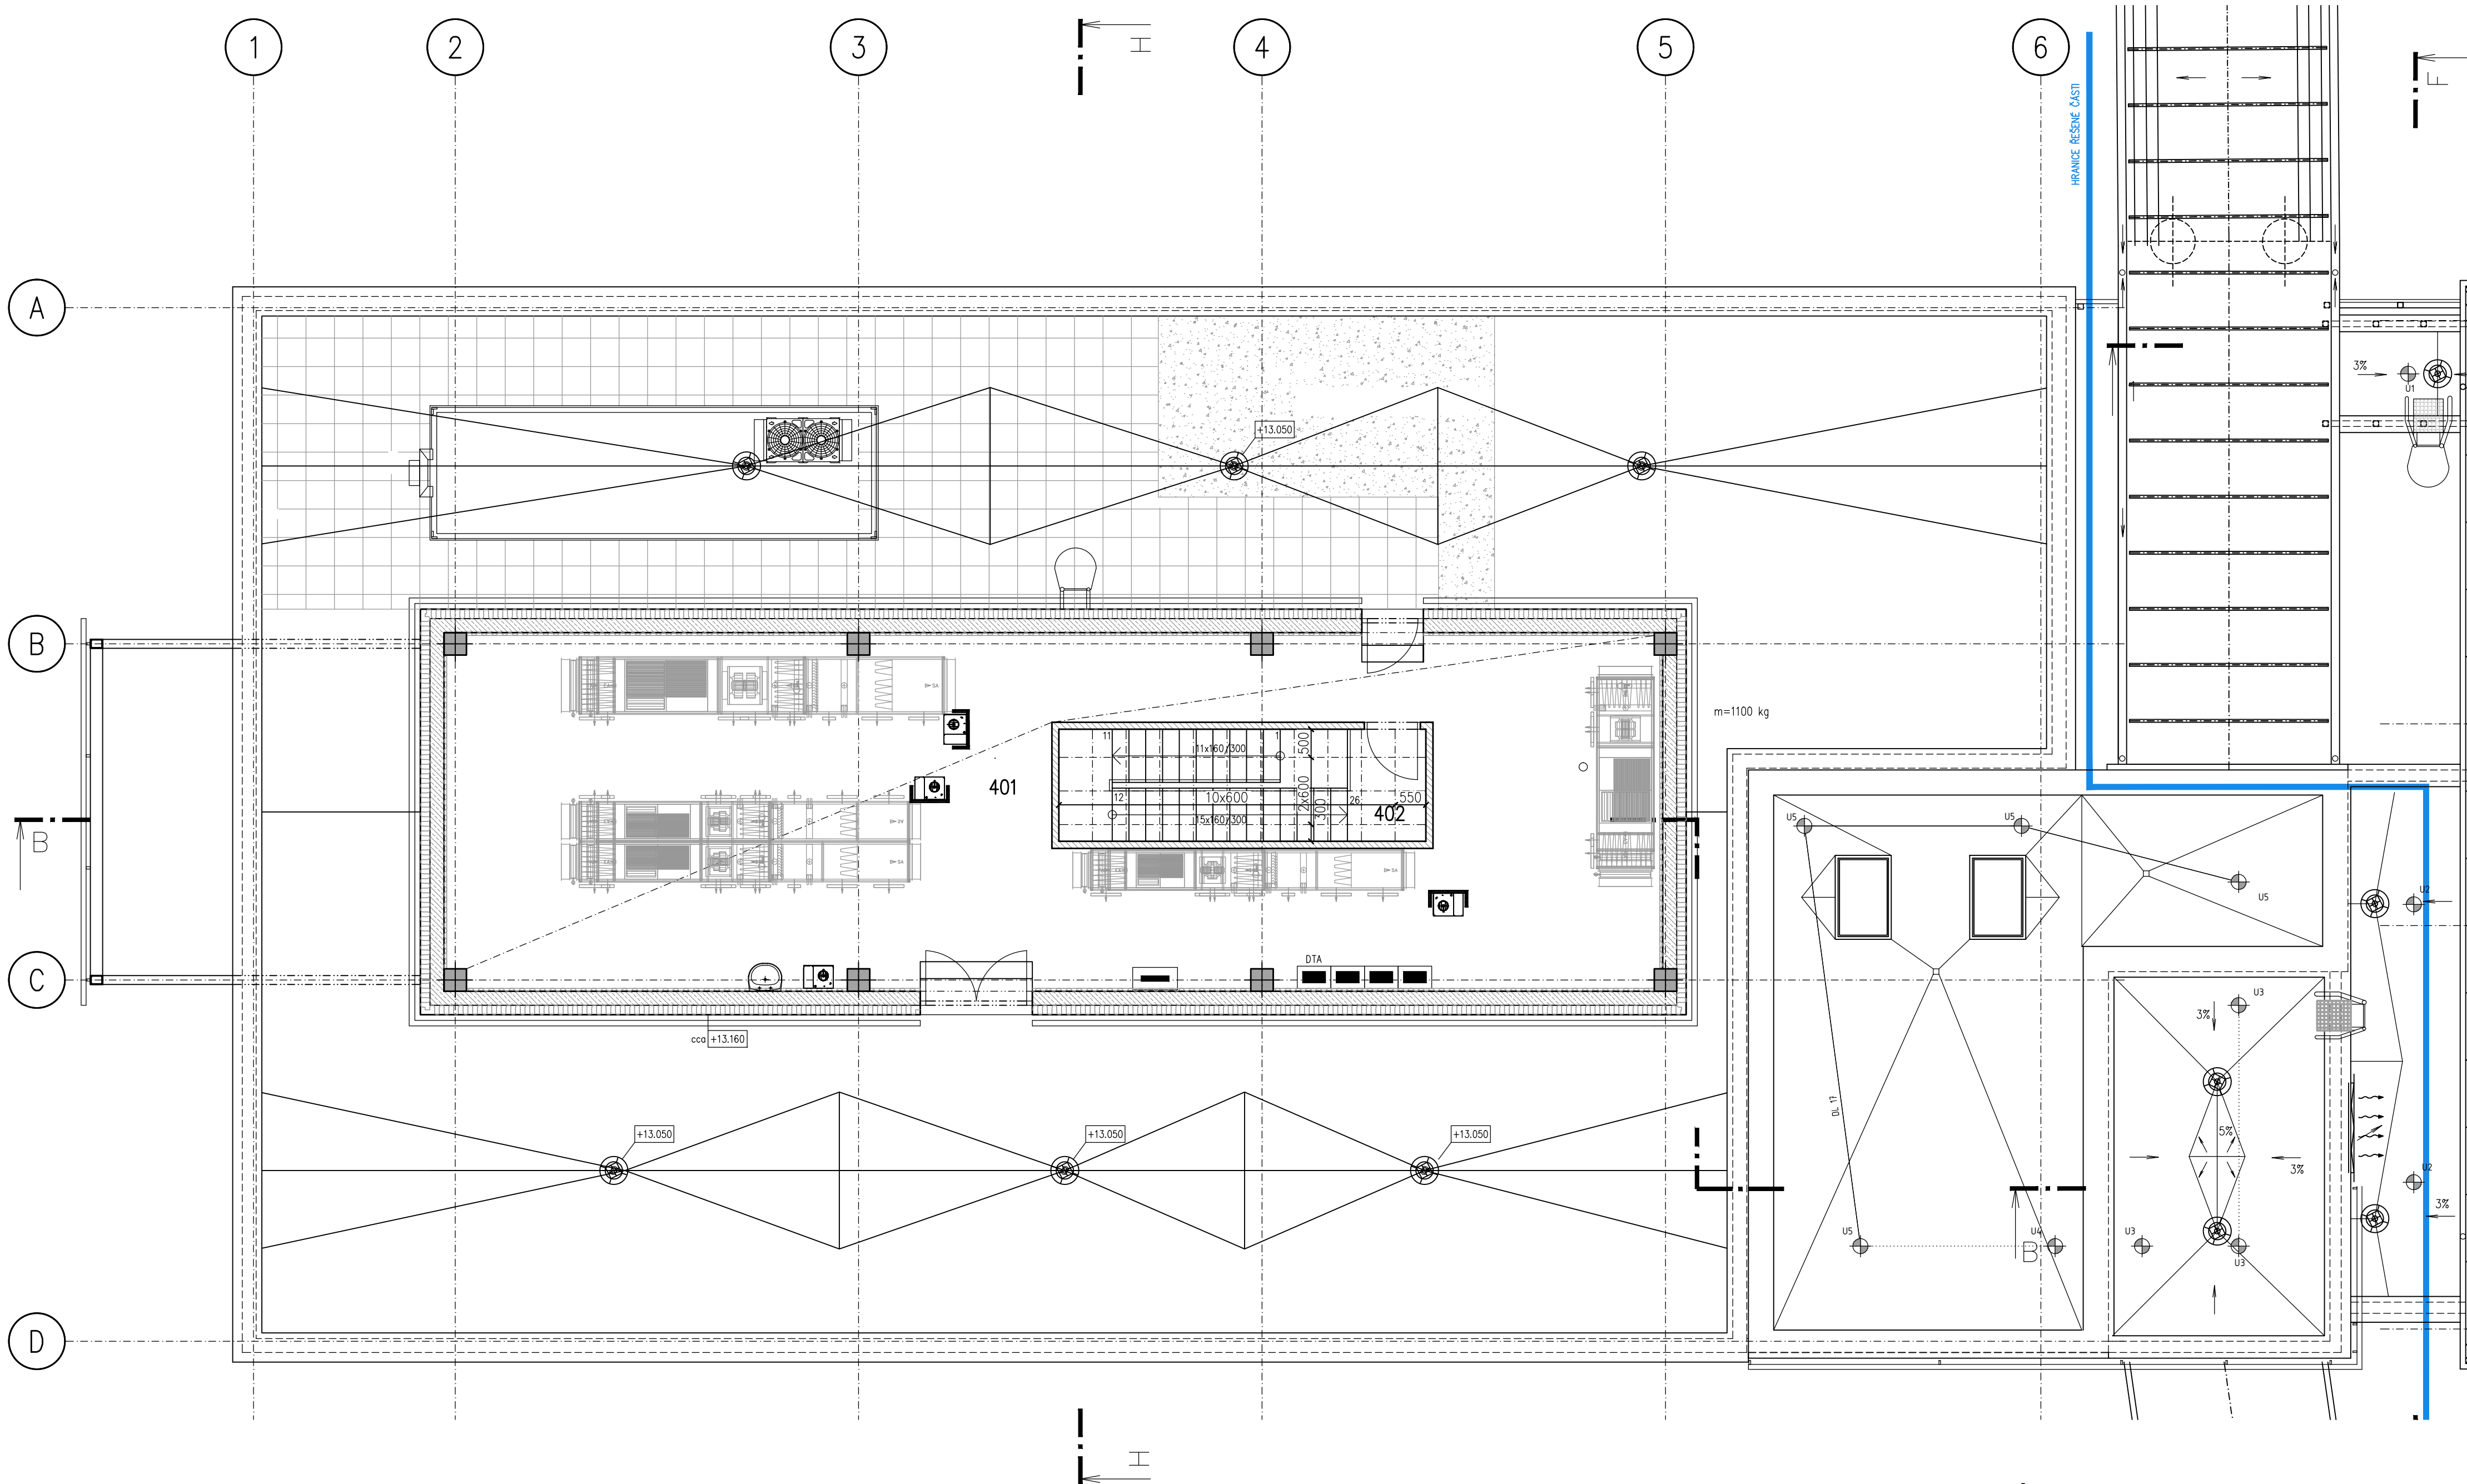 1
2
3
H
4
5
6
HRANICE ŘEŠENÉ ČÁSTI
F
A
3%
U1
+13.050
B
m=1100 kg
11
11x160/300
1
500
401
12
10x600
2x600
26
550
300
15x160/300
402
U5
U5
U5
U2
B
C
DTA
U3
3%
cca +13.160
DL 17
5%
+13.050
+13.050
+13.050
3%
U2
3%
U5
U4
U3
U3
B
D
H